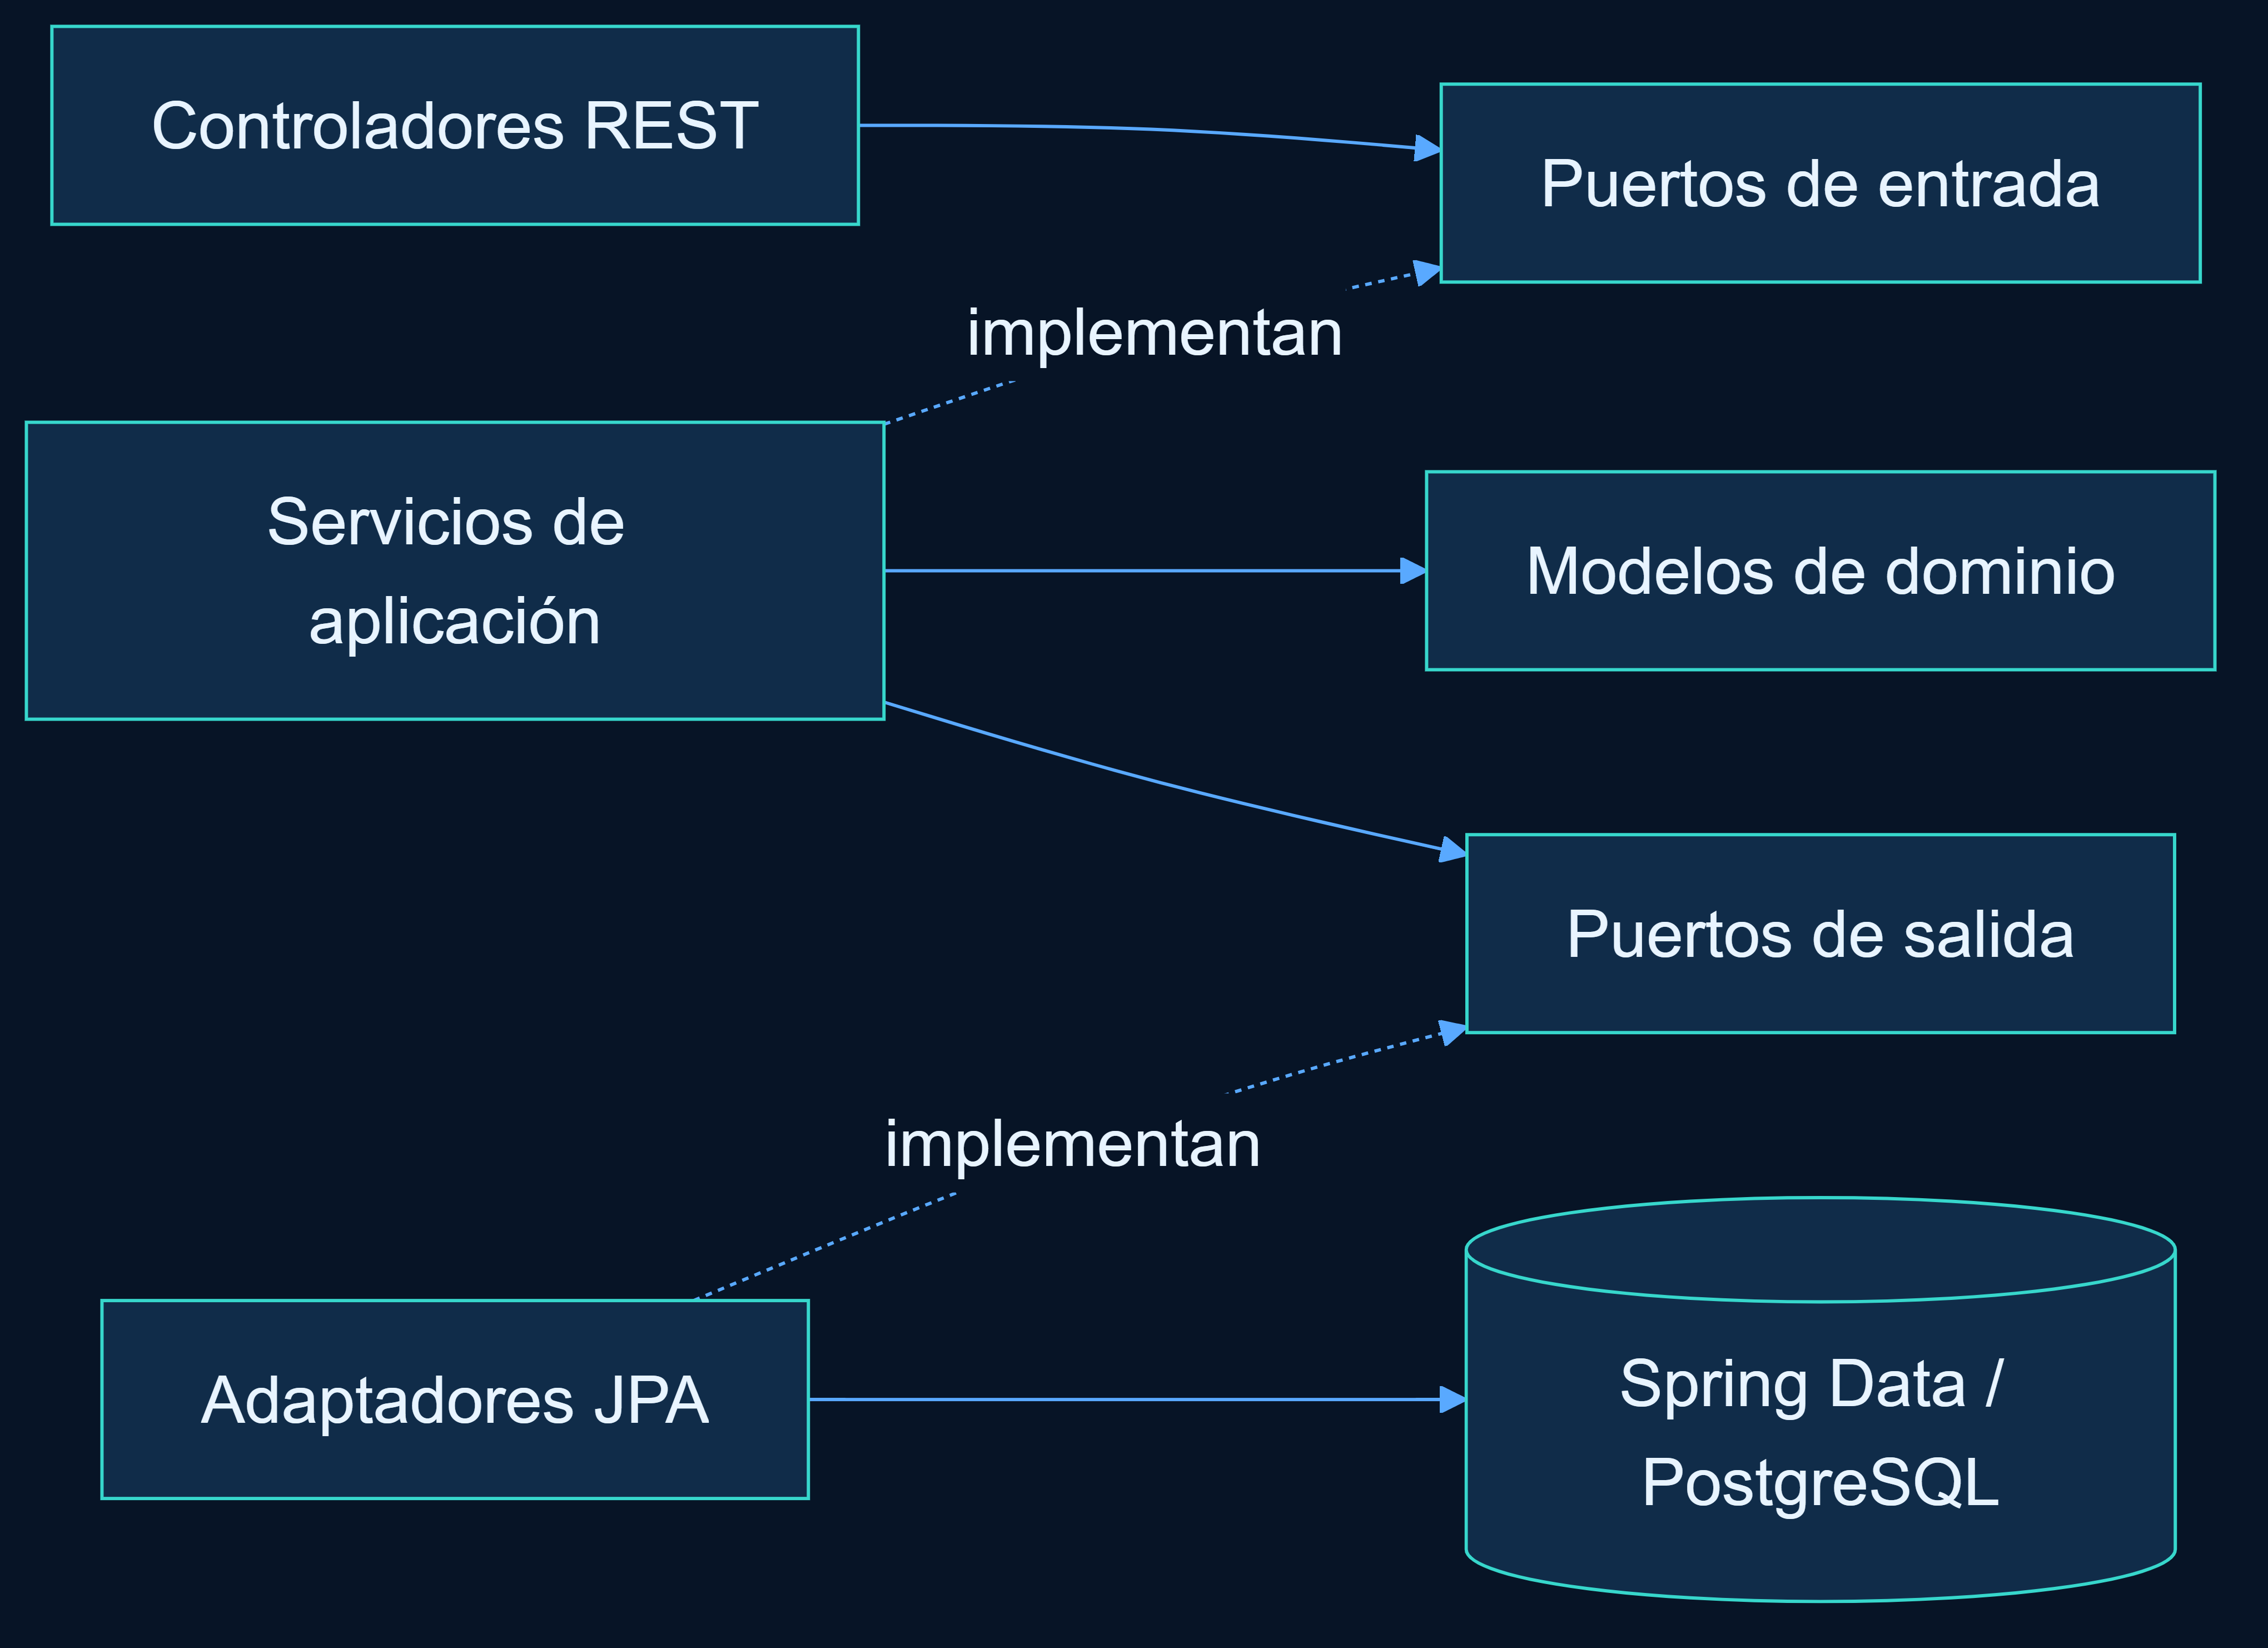 Controladores REST
Puertos de entrada
implementan
Servicios de
aplicación
Modelos de dominio
Puertos de salida
implementan
Adaptadores JPA
Spring Data /
PostgreSQL